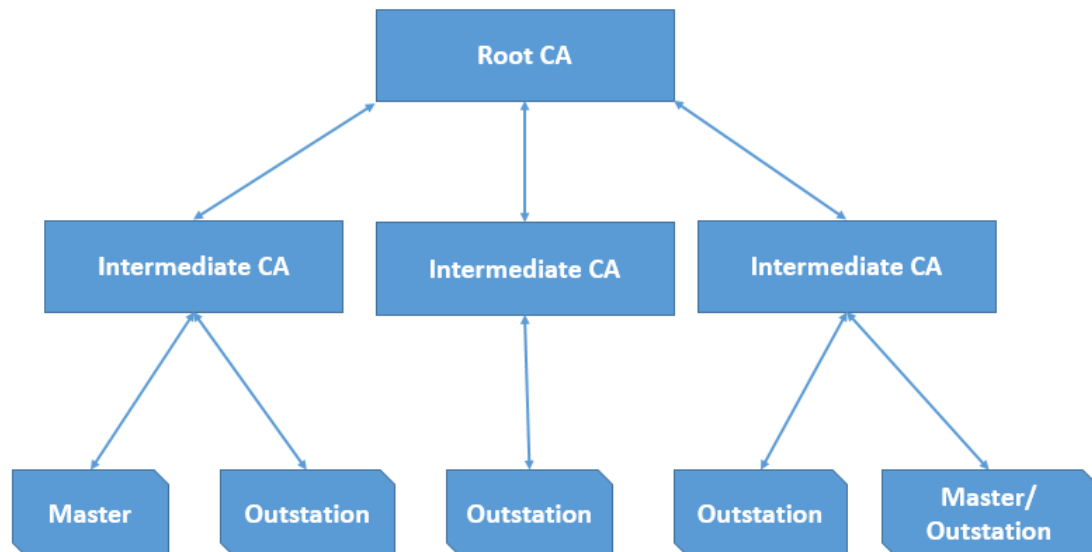 Root CA
Intermediate CA
Intermediate CA
Intermediate CA
Master
Outstation
Outstation
Outstation
Master/
Outstation